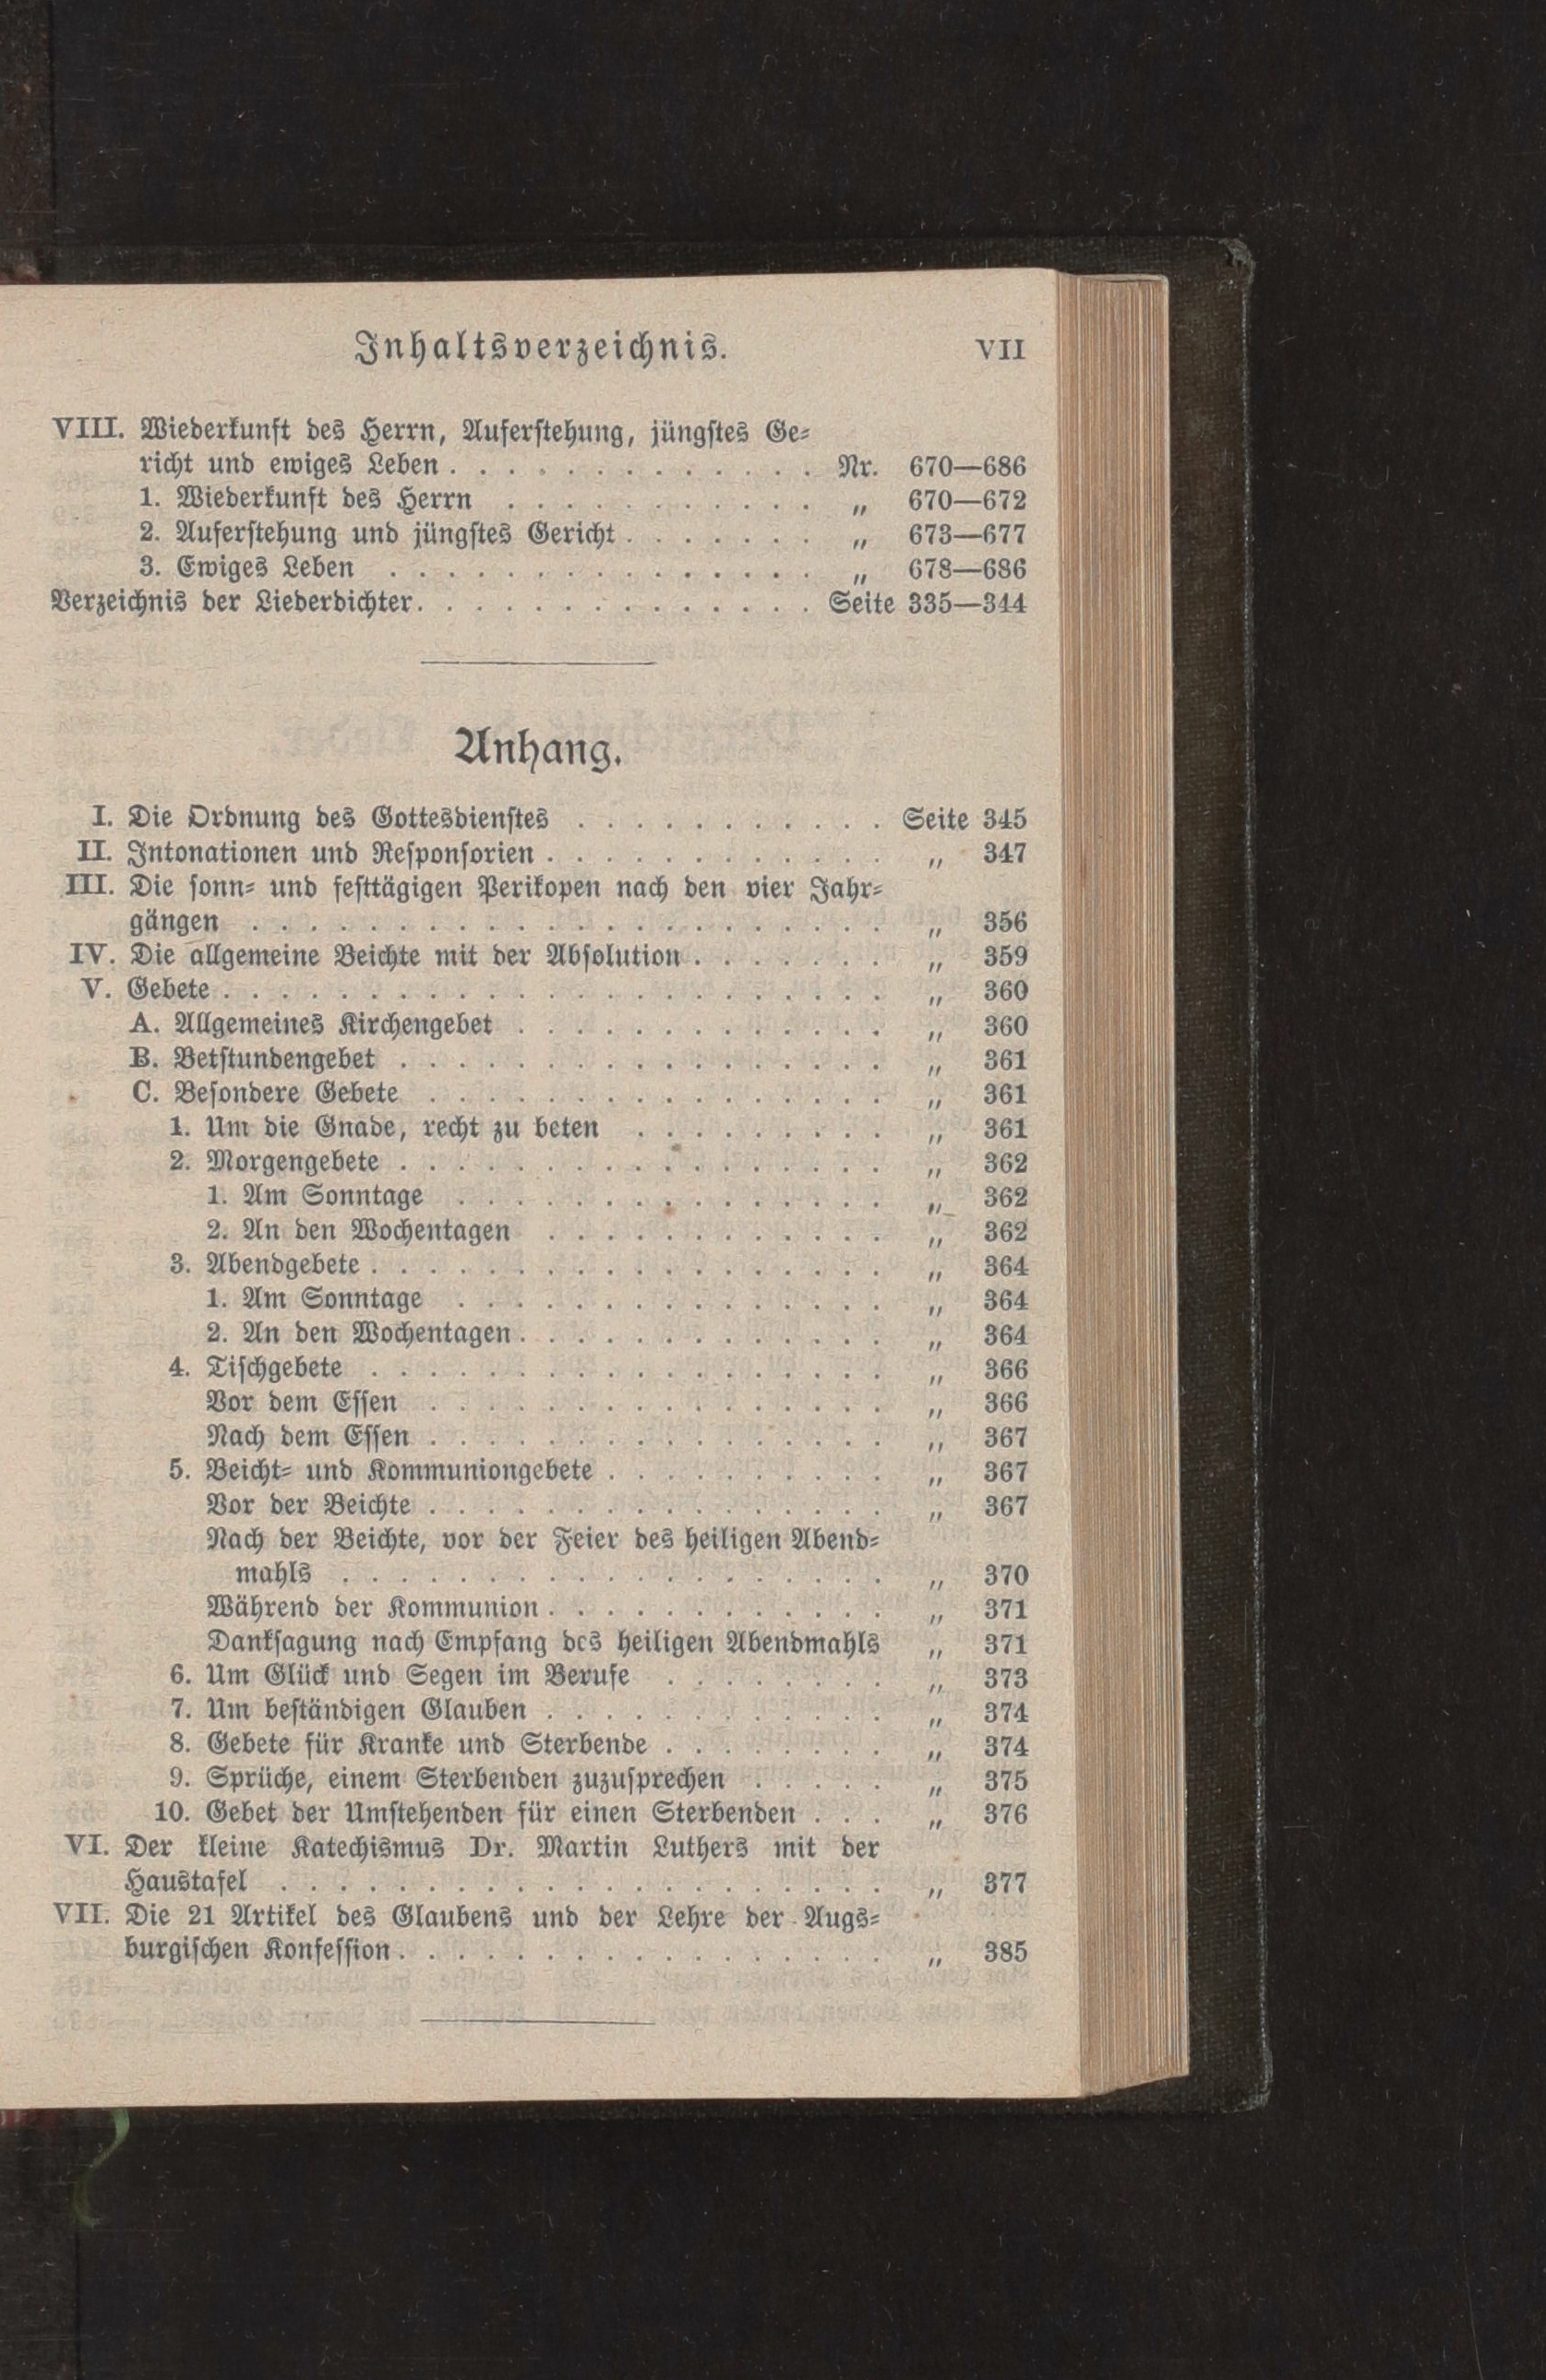 Inhaltsverzeichnis. VII
VIII. Wiederkunft des Herrn, Auferstehung, jüngstes Ge-
richt und ewiges Leben . . . . . . . . . . . . . Nr. 670—686
1. Wiederkunft des Herrn . . . . . . . . . . . „ 670—672
2. Auferstehung und jüngstes Gericht . . . . . . . „ 673—677
3. Ewiges Leben . . . . . . . . . . . . . . . „ 678—686
Verzeichnis der Liederdichter . . . . . . . . . . . . . . Seite 335—344
Anhang.
I. Die Ordnung des Gottesdienstes . . . . . . . . . . . Seite 345
II. Intonationen und Responsorien . . . . . . . . . . . . „ 347
III. Die sonn- und festtägigen Perikopen nach den vier Jahr-
gängen . . . . . . . . . . . . . . . . . . . . . . „ 356
IV. Die allgemeine Beichte mit der Absolution . . . . . . . „ 359
V. Gebete . . . . . . . . . . . . . . . . . . . . . . . „ 360
A. Allgemeines Kirchengebet . . . . . . . . . . . . . „ 360
B. Betstundengebet . . . . . . . . . . . . . . . . . „ 361
C. Besondere Gebete . . . . . . . . . . . . . . . . „ 361
1. Um die Gnade, recht zu beten . . . . . . . . . „ 361
2. Morgengebete . . . . . . . . . . . . . . . . . „ 362
1. Am Sonntage . . . . . . . . . . . . . . . „ 362
2. An den Wochentagen . . . . . . . . . . . . „ 362
3. Abendgebete . . . . . . . . . . . . . . . . . . „ 364
1. Am Sonntage . . . . . . . . . . . . . . . „ 364
2. An den Wochentagen . . . . . . . . . . . . . „ 364
4. Tischgebete . . . . . . . . . . . . . . . . . . „ 366
Vor dem Essen . . . . . . . . . . . . . . . . „ 366
Nach dem Essen . . . . . . . . . . . . . . . . „ 367
5. Beicht- und Kommuniongebete . . . . . . . . . . „ 367
Vor der Beichte . . . . . . . . . . . . . . . . „ 367
Nach der Beichte, vor der Feier des heiligen Abend-
mahls . . . . . . . . . . . . . . . . . . . „ 370
Während der Kommunion . . . . . . . . . . . . „ 371
Danksagung nach Empfang des heiligen Abendmahls „ 371
6. Um Glück und Segen im Berufe . . . . . . . . „ 373
7. Um beständigen Glauben . . . . . . . . . . . . „ 374
8. Gebete für Kranke und Sterbende . . . . . . . . „ 374
9. Sprüche, einem Sterbenden zuzusprechen . . . . . „ 375
10. Gebet der Umstehenden für einen Sterbenden . . . „ 376
VI. Der kleine Katechismus Dr. Martin Luthers mit der
Haustafel . . . . . . . . . . . . . . . . . . . . . „ 377
VII. Die 21 Artikel des Glaubens und der Lehre der Augs-
burgischen Konfession . . . . . . . . . . . . . . . . . „ 385